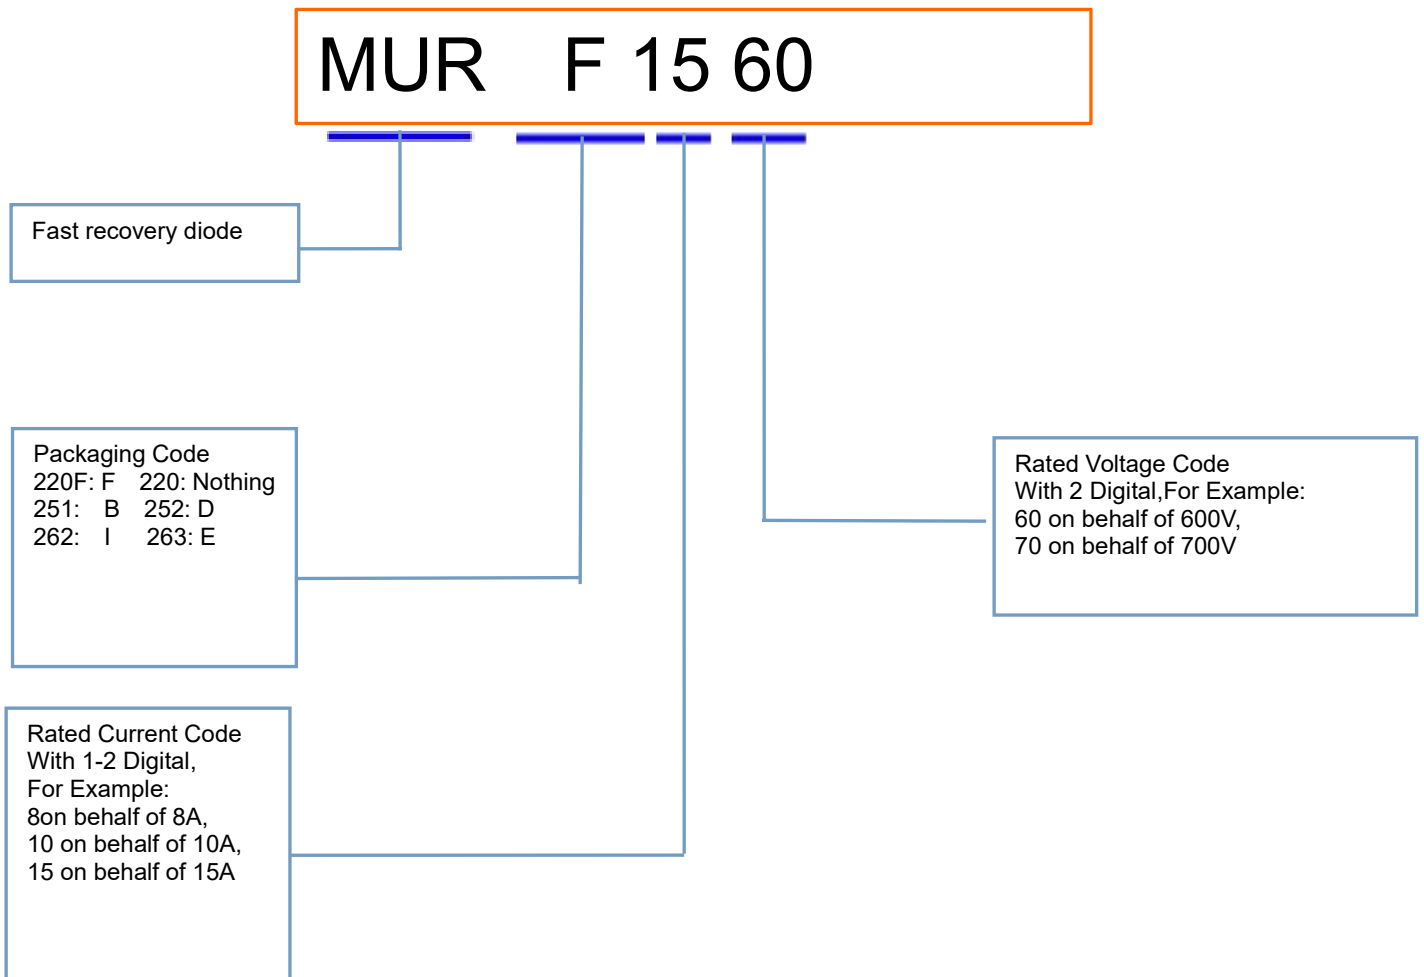 MUR F 15 60
Fast recovery diode
Packaging Code
220F: F 220: Nothing
251: B 252: D
262: I 263: E
Rated Voltage Code
With 2 Digital,For Example:
60 on behalf of 600V,
70 on behalf of 700V
Rated Current Code
With 1-2 Digital,
For Example:
8on behalf of 8A,
10 on behalf of 10A,
15 on behalf of 15A